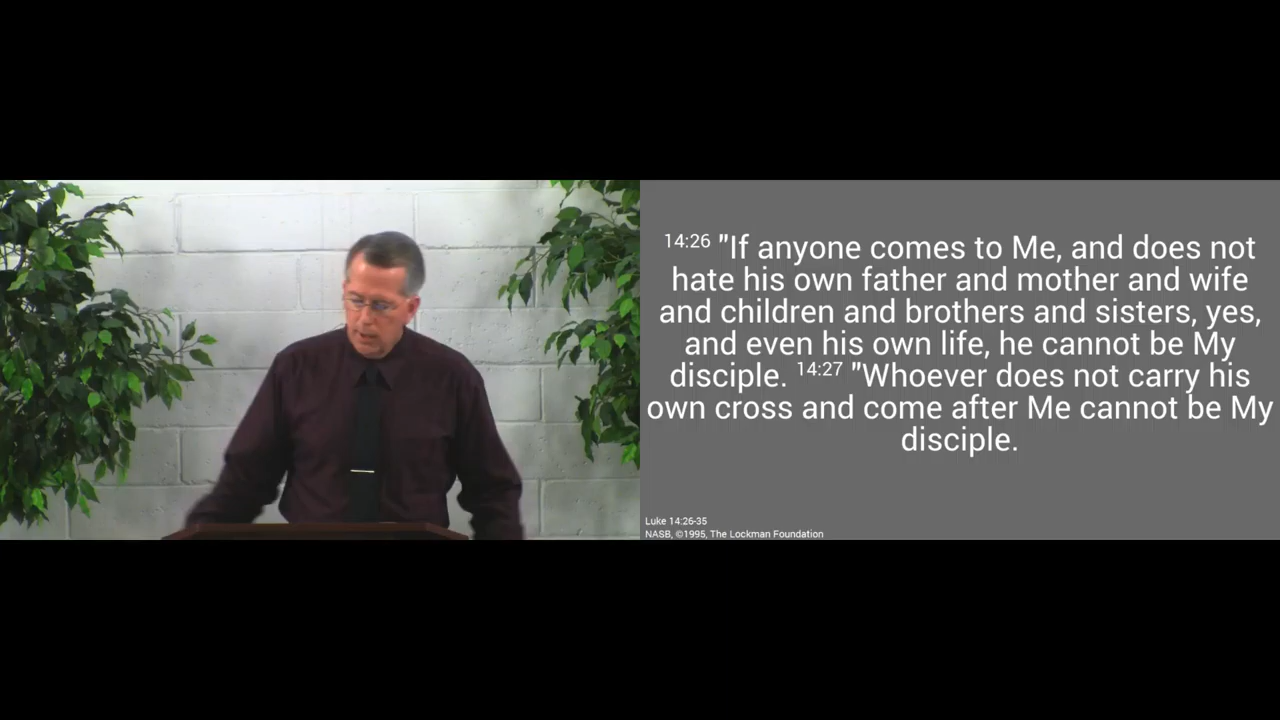 14:26 "If anyone comes to Me, and does not
hate his own father and mother and wife
and children and brothers and sisters, yes,
and even his own life, he cannot be My
disciple. 14:27 "Whoever does not carry his
own cross and come after Me cannot be My
disciple.
Luke 14:26-35
NASB, ©1995, The Lockman Foundation